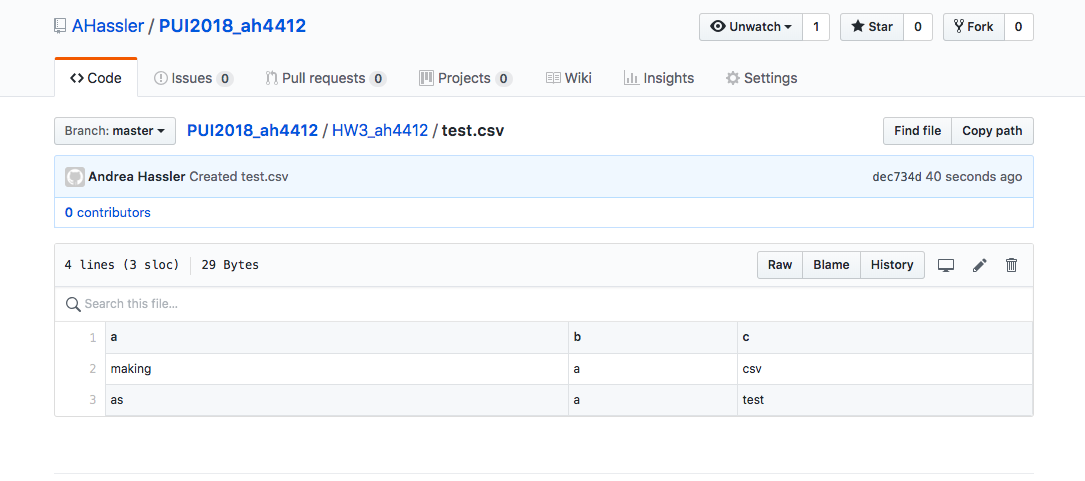 AHassler / PUI2018_ah4412 Unwatch 1 Star 0 Fork 0
Code Issues 0 Pull requests 0 Projects 0 Wiki Insights Settings
Branch: master PUI2018_ah4412 / HW3_ah4412 / test.csv Find file Copy path
Andrea Hassler Created test.csv dec734d 40 seconds ago
0 contributors
4 lines (3 sloc) 29 Bytes Raw Blame History
Search this file...
1 a b c
2 making a csv
3 as a test